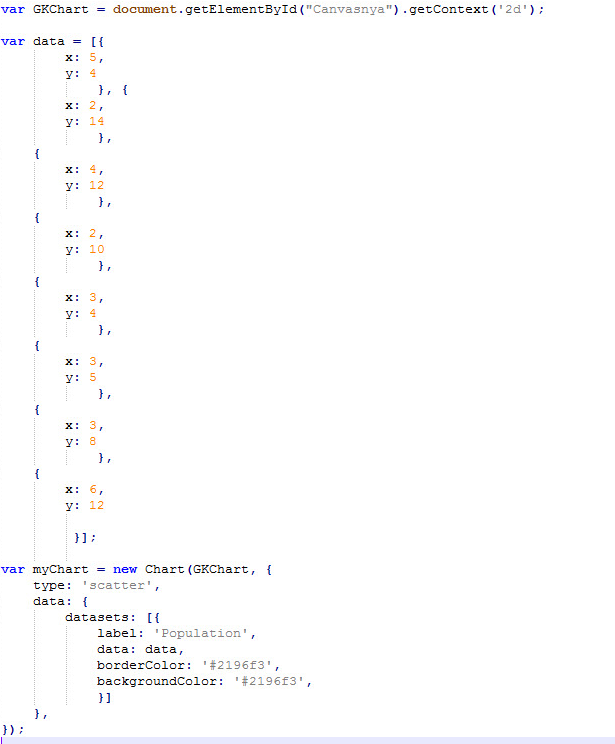 var GKChart = document.getElementById("Canvasnya").getContext('2d');
var data = [{
x: 5,
y: 4
}, {
x: 2,
y: 14
},
{
x: 4,
y: 12
},
{
x: 2,
y: 10
},
{
x: 3,
y: 4
},
{
x: 3,
y: 5
},
{
x: 3,
y: 8
},
{
x: 6,
y: 12
}];
var myChart = new Chart(GKChart, {
type: 'scatter',
data: {
datasets: [{
label: 'Population',
data: data,
borderColor: '#2196f3',
backgroundColor: '#2196f3',
}]
},
});